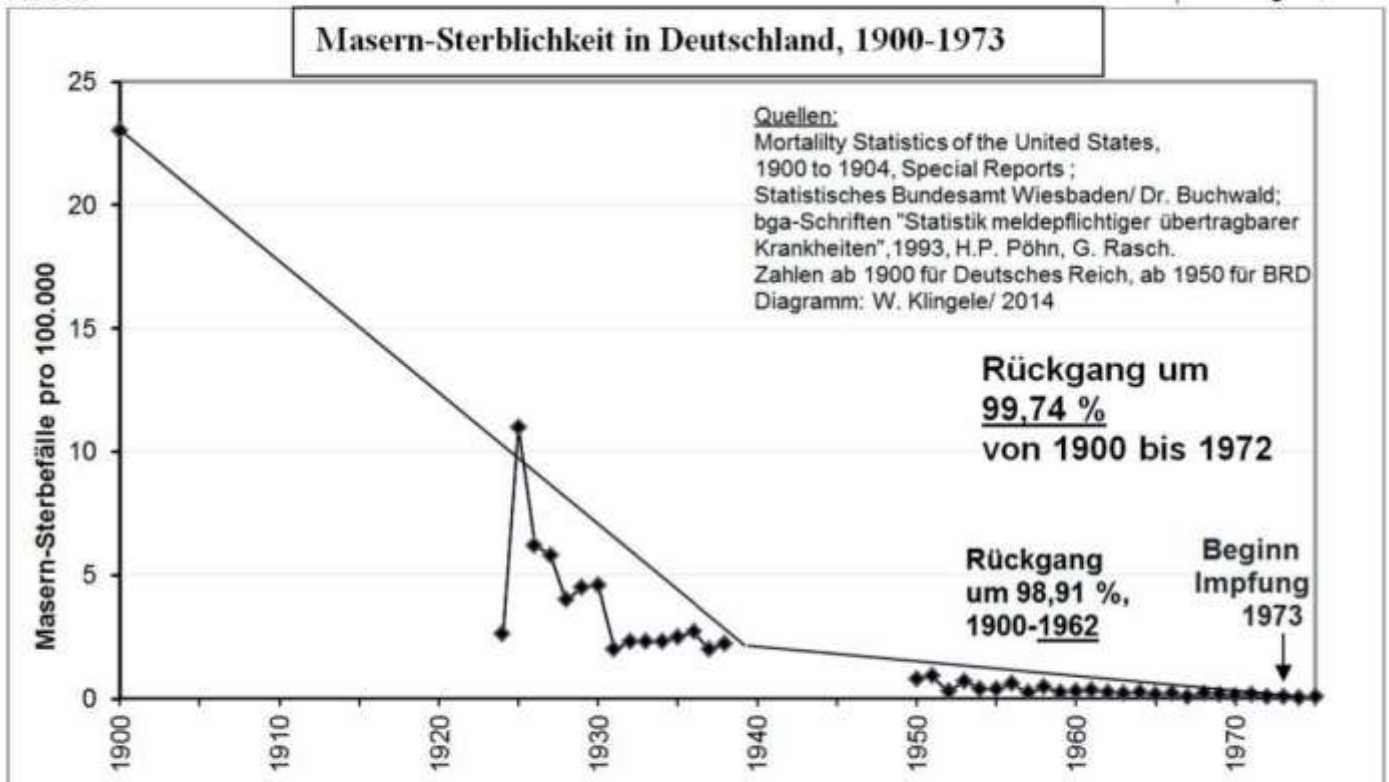 Masern-Sterblichkeit in Deutschland, 1900-1973
25
20
15
10
5
0
Masern-Sterbefälle pro 100.000
Quellen:
Mortalilty Statistics of the United States,
1900 to 1904, Special Reports ;
Statistisches Bundesamt Wiesbaden/ Dr. Buchwald;
bga-Schriften "Statistik meldepflichtiger übertragbarer
Krankheiten",1993, H.P. Pöhn, G. Rasch.
Zahlen ab 1900 für Deutsches Reich, ab 1950 für BRD
Diagramm: W. Klingele/ 2014
Rückgang um
99,74 %
von 1900 bis 1972
Rückgang
um 98,91 %,
1900-1962
Beginn
Impfung
1973
1900
1910
1920
1930
1940
1950
1960
1970